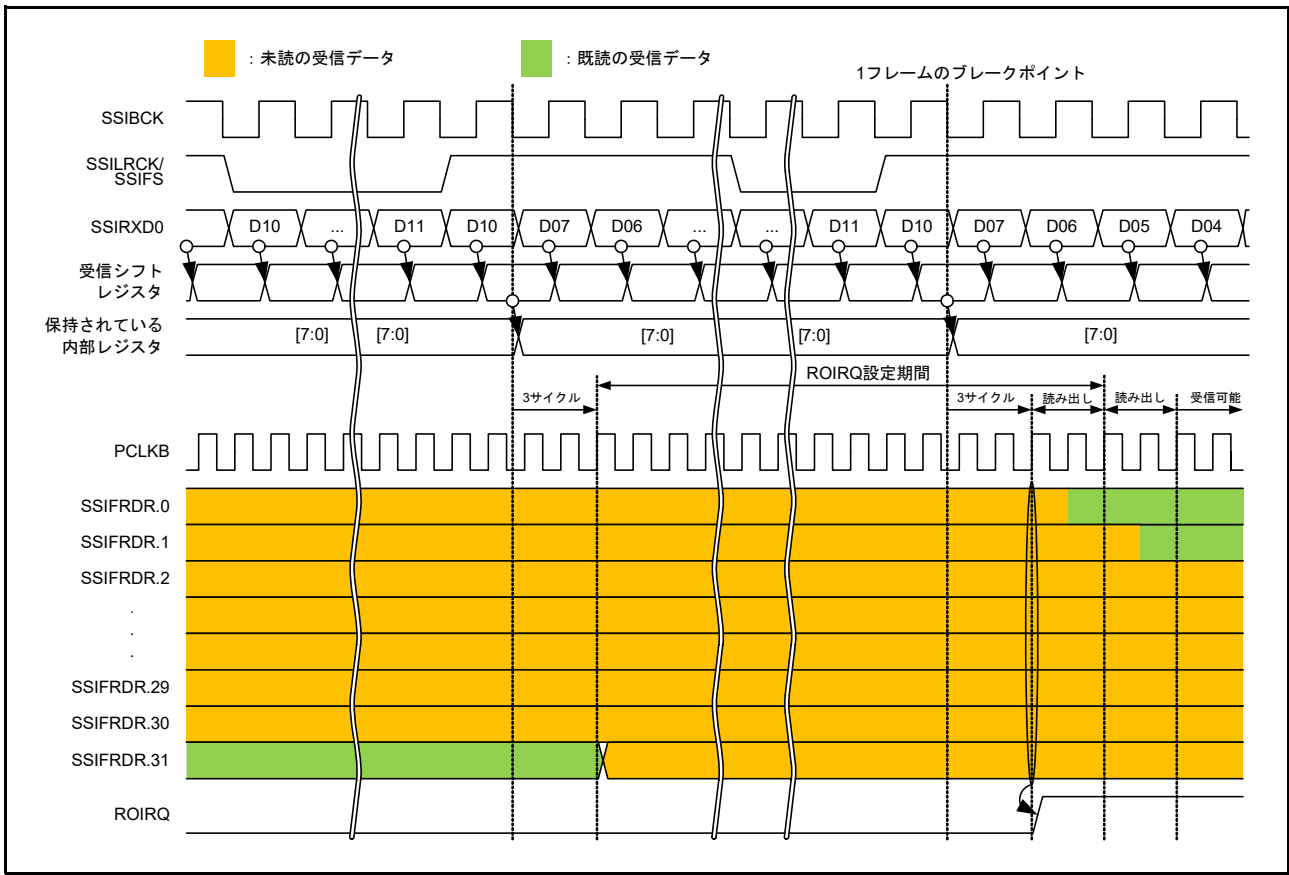 ：未読の受信データ
：既読の受信データ
1フレームのブレークポイント
SSIBCK
SSILRCK/
SSIFS
SSIRXD0
D10
...
D11
D10
D07
D06
...
...
D11
D10
D07
D06
D05
D04
受信シフト
レジスタ
保持されている
内部レジスタ
[7:0]
[7:0]
[7:0]
[7:0]
[7:0]
ROIRQ設定期間
3サイクル
3サイクル
読み出し
読み出し
受信可能
PCLKB
SSIFRDR.0
SSIFRDR.1
SSIFRDR.2
.
.
.
SSIFRDR.29
SSIFRDR.30
SSIFRDR.31
ROIRQ